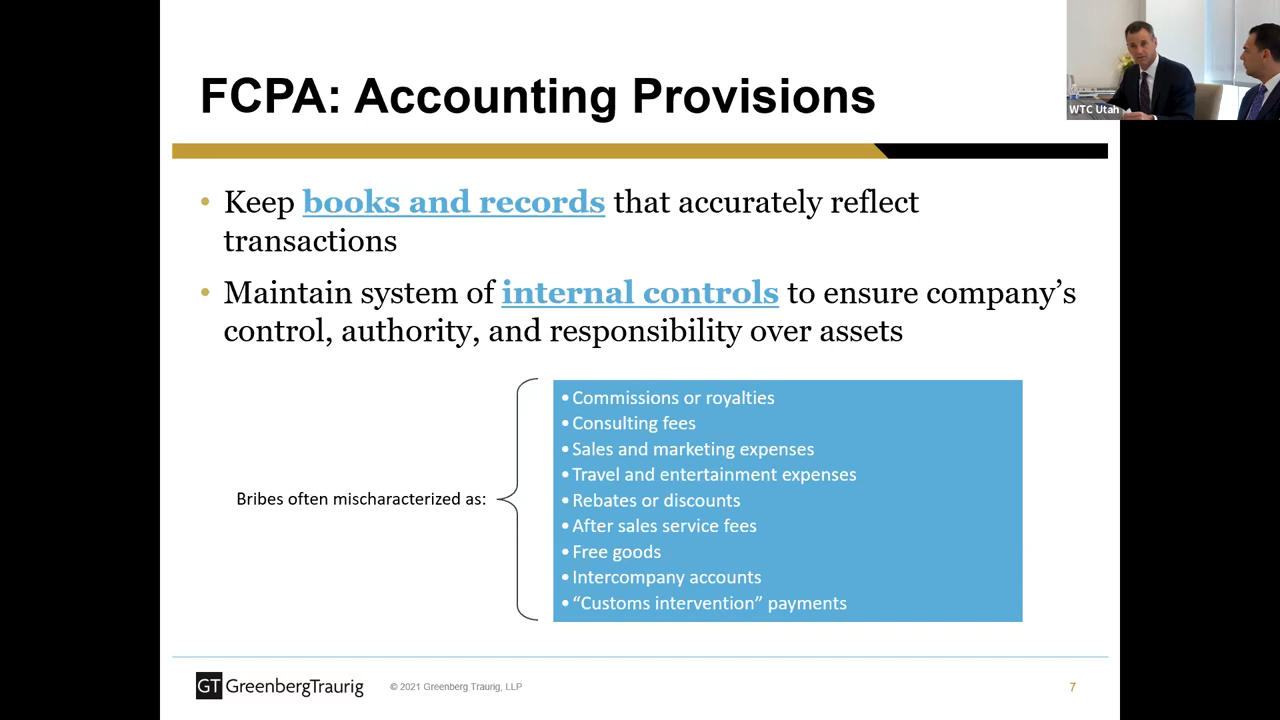 FCPA: Accounting Provisions
WTC Utah
• Keep books and records that accurately reflect
transactions
• Maintain system of internal controls to ensure company’s
control, authority, and responsibility over assets
Bribes often mischaracterized as:
• Commissions or royalties
• Consulting fees
• Sales and marketing expenses
• Travel and entertainment expenses
• Rebates or discounts
• After sales service fees
• Free goods
• Intercompany accounts
• “Customs intervention” payments
GT GreenbergTraurig
© 2021 Greenberg Traurig, LLP
7